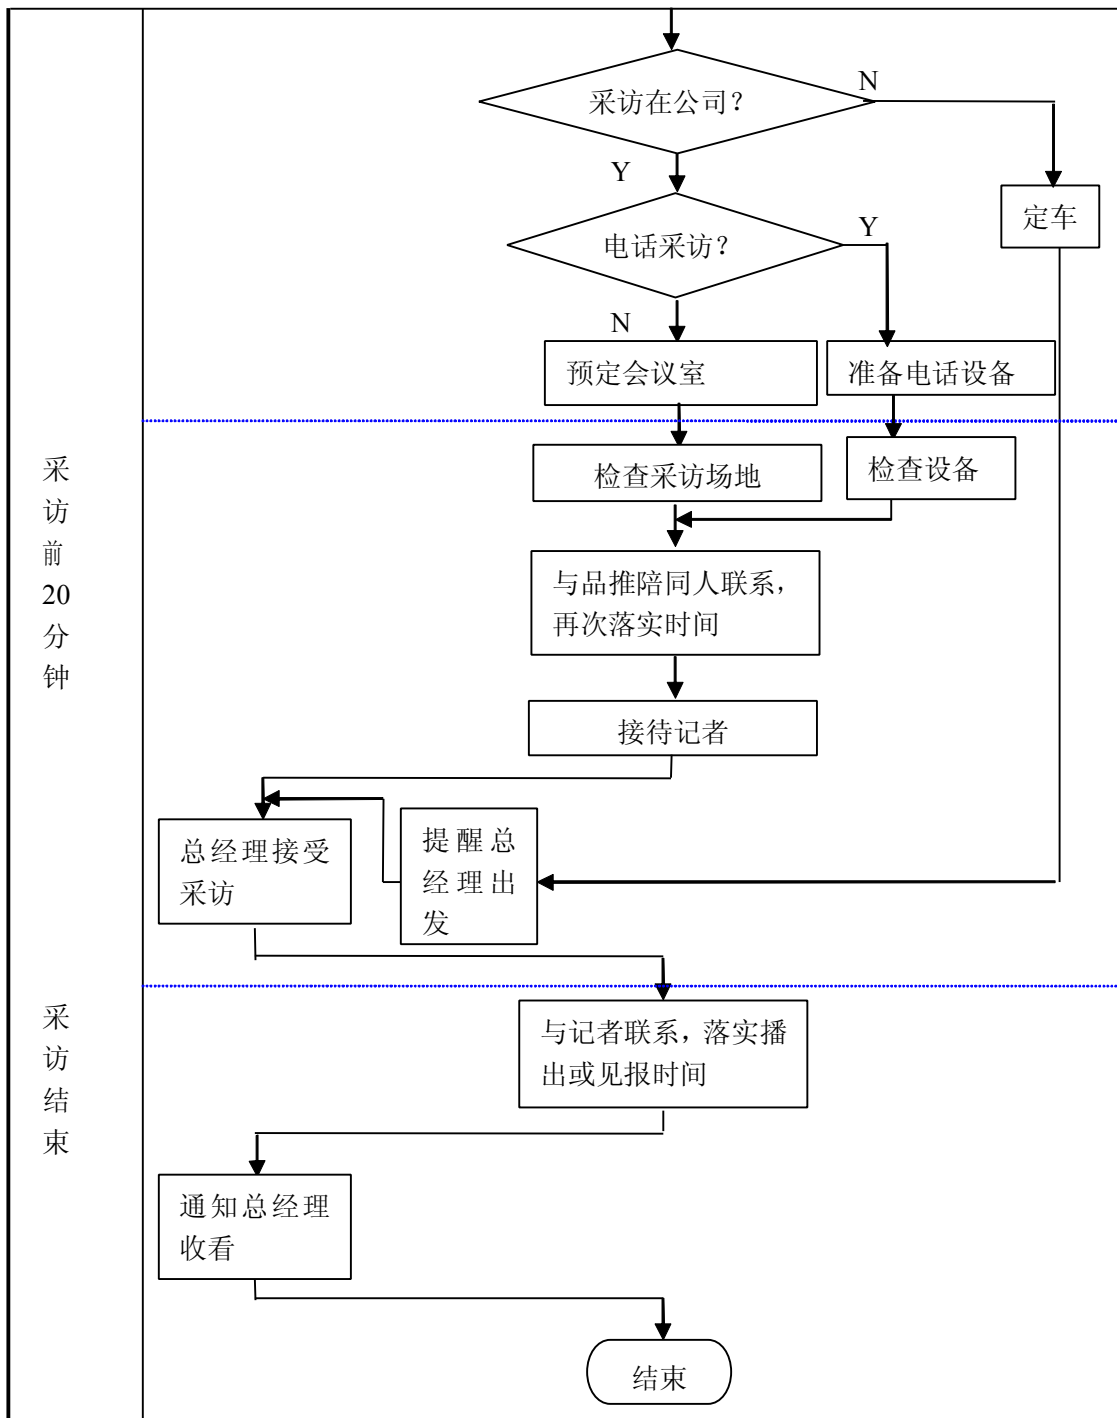 采访在公司？
N
Y
定车
电话采访？
Y
N
预定会议室
准备电话设备
采
访
前
20
分
钟
检查采访场地
检查设备
与品推陪同人联系，
再次落实时间
接待记者
总经理接受
采访
提醒总
经理出
发
采
访
结
束
与记者联系，落实播
出或见报时间
通知总经理
收看
结束